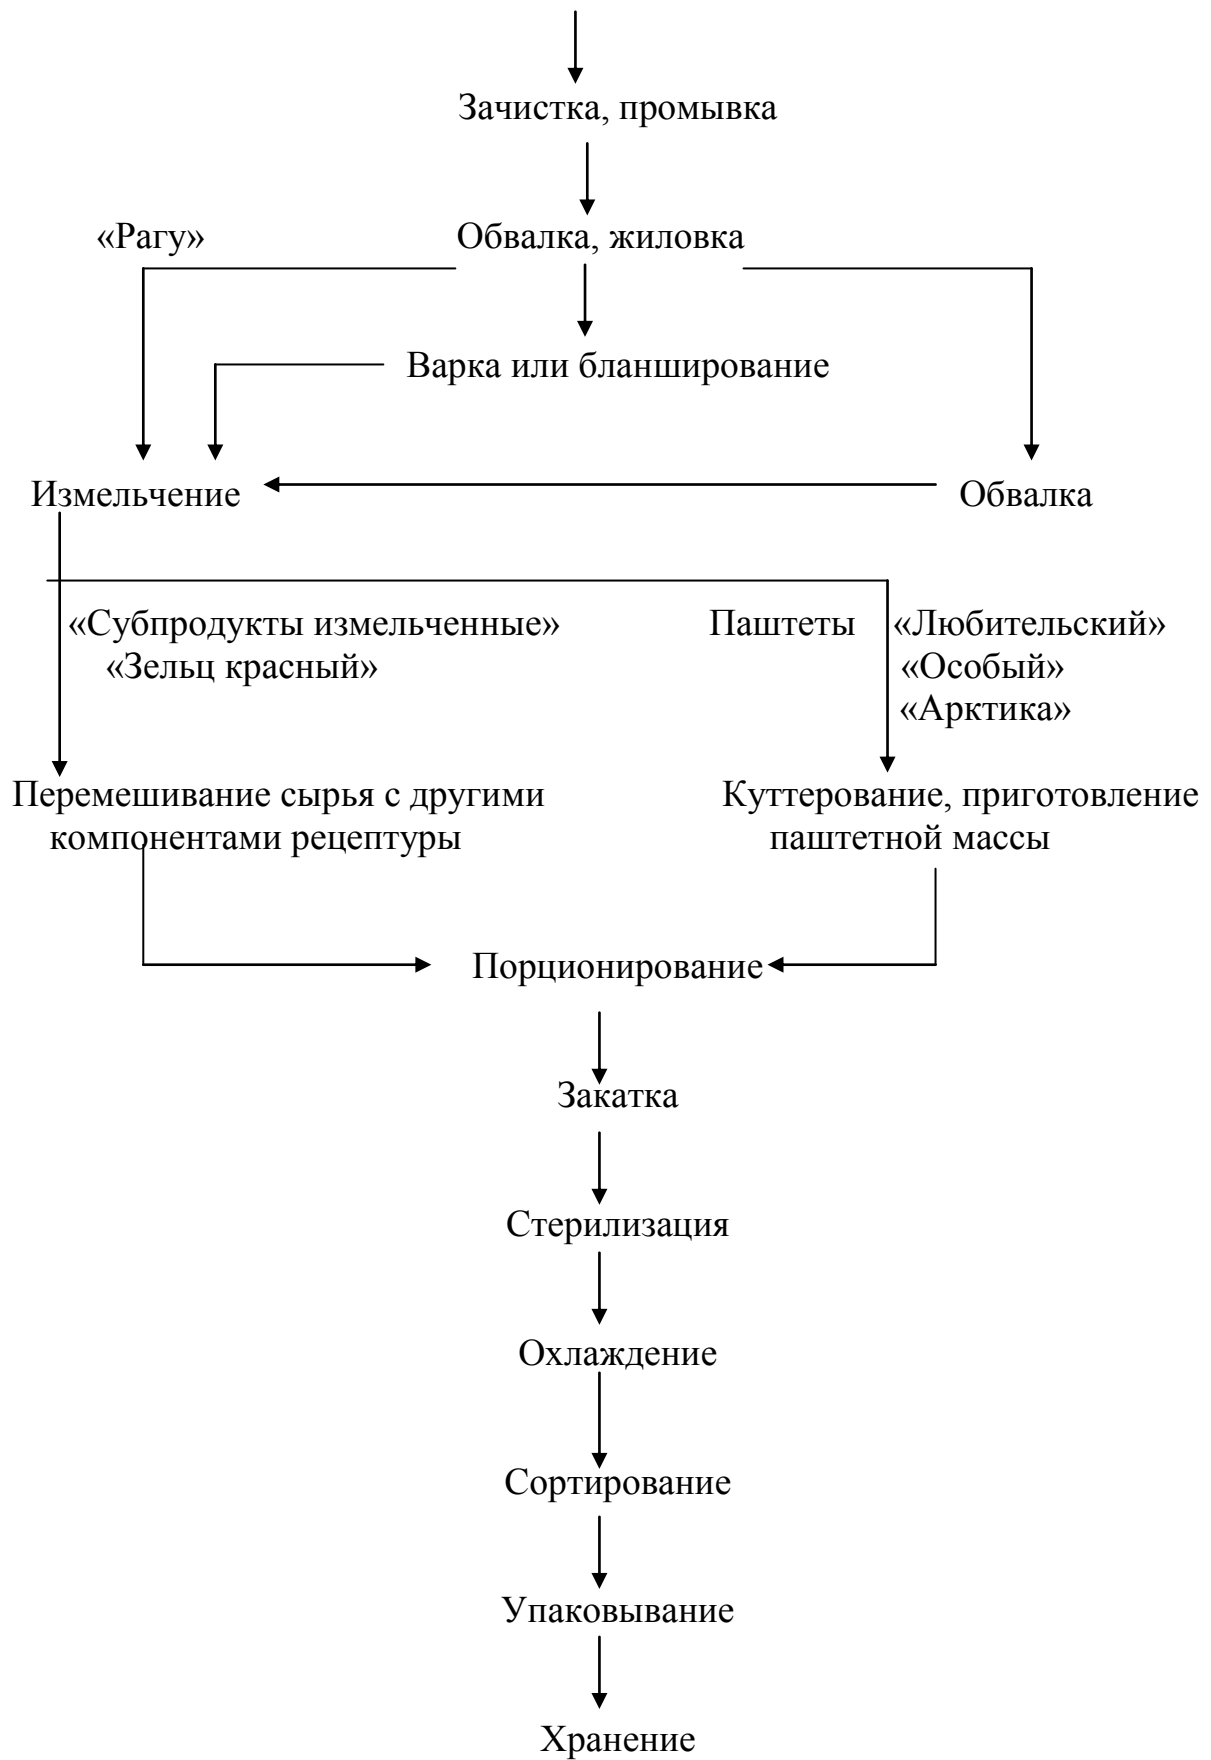 Зачистка, промывка
«Рагу» Обвалка, жиловка
Варка или бланширование
Измельчение Обвалка
«Субпродукты измельченные» Паштеты «Любительский»
«Зельц красный» «Особый»
«Арктика»
Перемешивание сырья с другими Куттерование, приготовление
компонентами рецептуры паштетной массы
Порционирование
Закатка
Стерилизация
Охлаждение
Сортирование
Упаковывание
Хранение